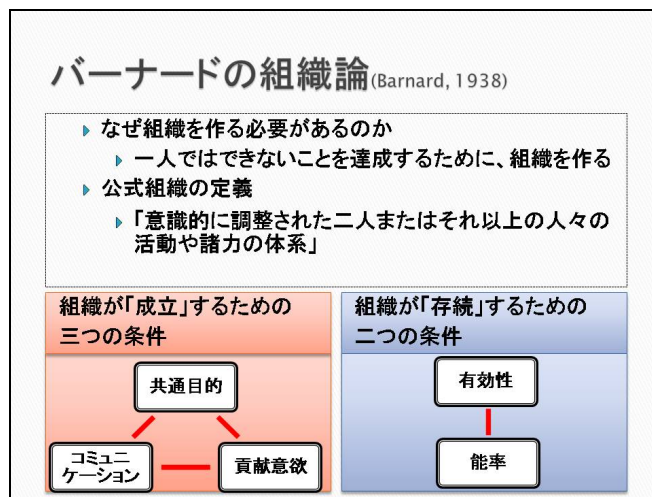 バーナードの組織論(Barnard, 1938)
なぜ組織を作る必要があるのか
一人ではできないことを達成するために、組織を作る
公式組織の定義
「意識的に調整された二人またはそれ以上の人々の
活動や諸力の体系」
組織が「成立」するための
三つの条件
共通目的
コミュニ
ケーション
貢献意欲
組織が「存続」するための
二つの条件
有効性
能率